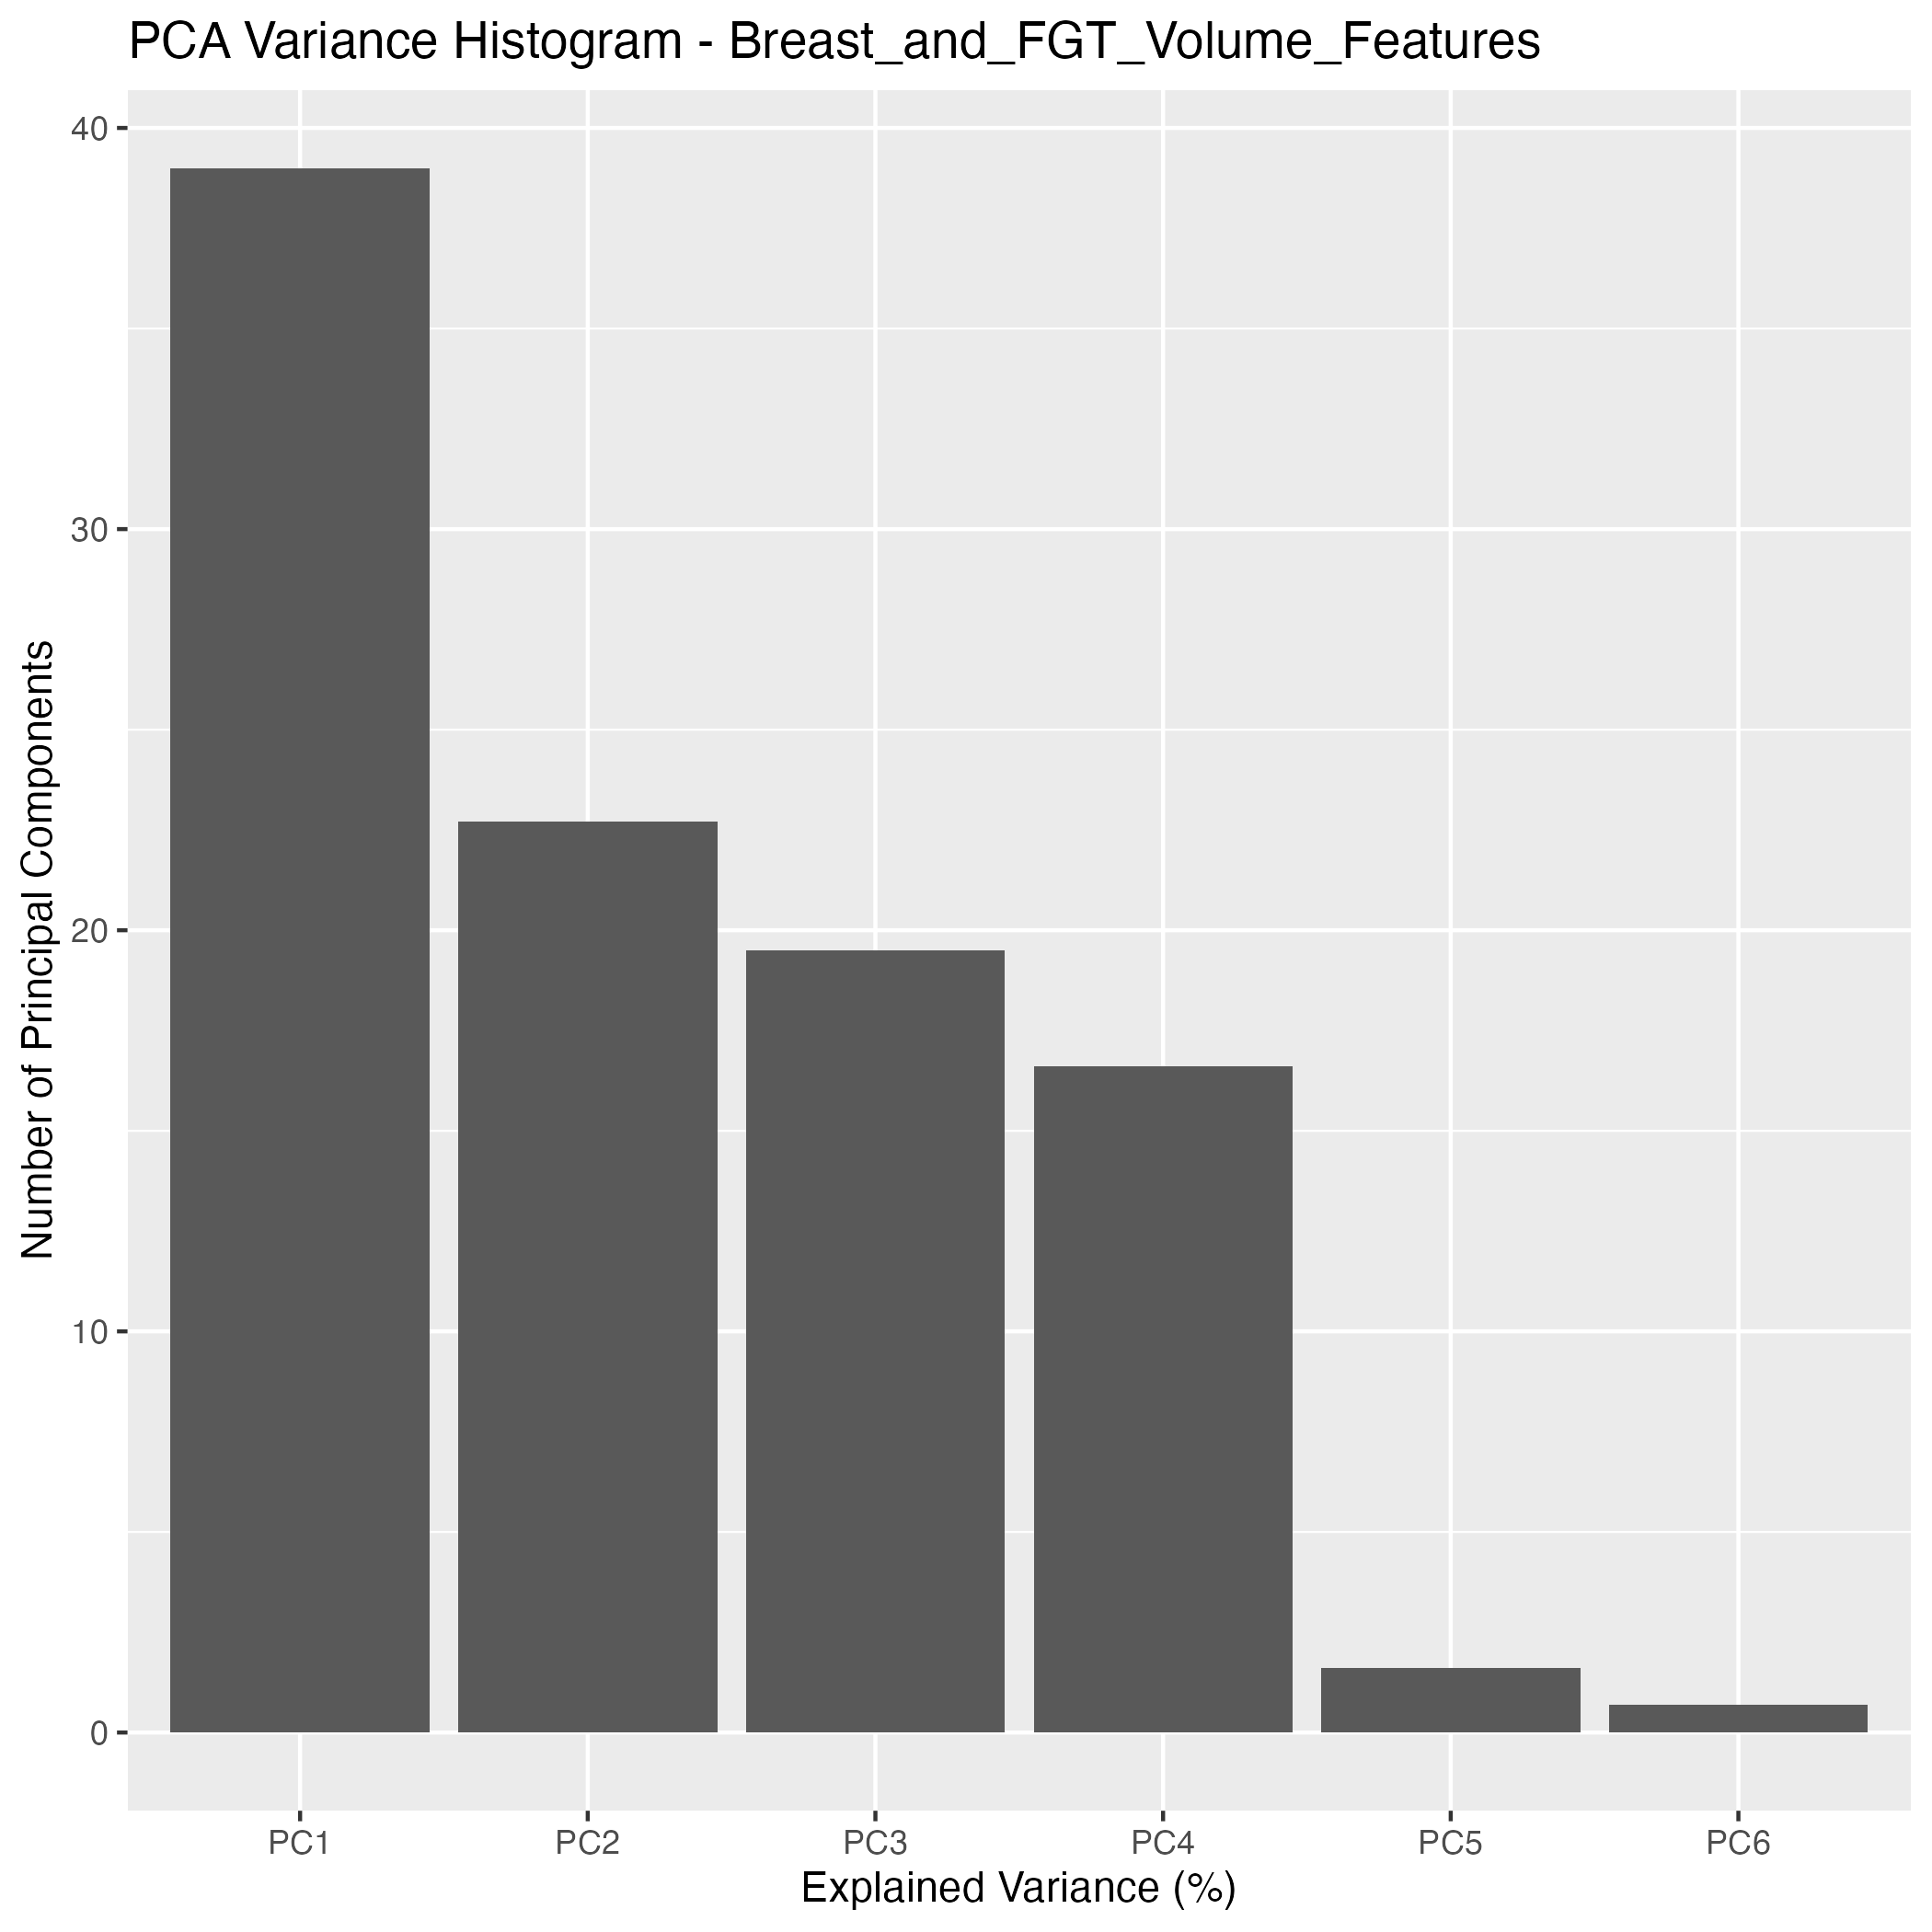 PCA Variance Histogram - Breast_and_FGT_Volume_Features
40
30
20
10
0
Number of Principal Components
PC1 PC2 PC3 PC4 PC5 PC6
Explained Variance (%)